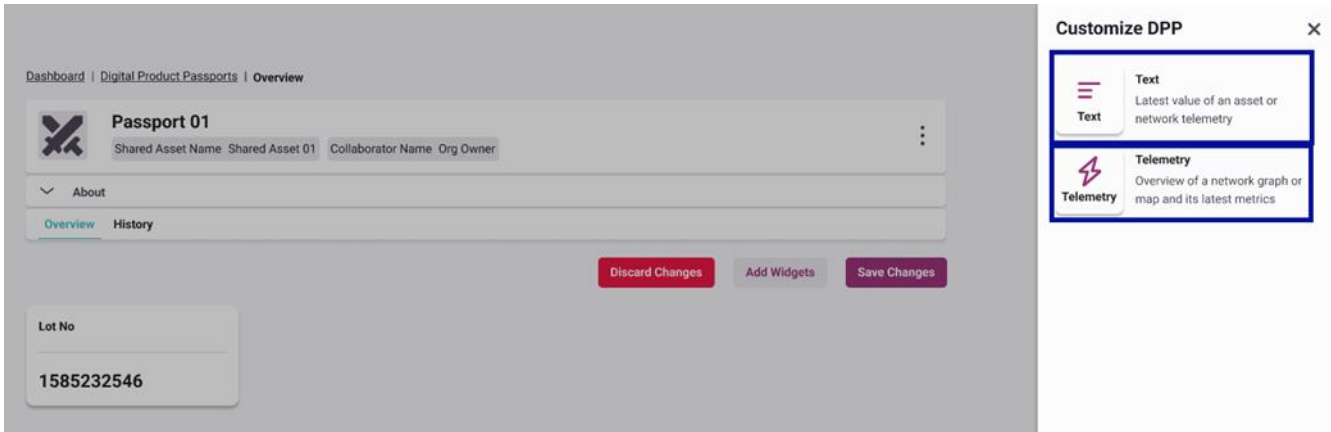 Dashboard | Digital Product Passports | Overview
Passport 01
Shared Asset Name Shared Asset 01 Collaborator Name Org Owner
About
Overview History
Discard Changes Add Widgets Save Changes
Lot No
1585232546
Customize DPP
Text
Text
Latest value of an asset or
network telemetry
Telemetry
Telemetry
Overview of a network graph or
map and its latest metrics